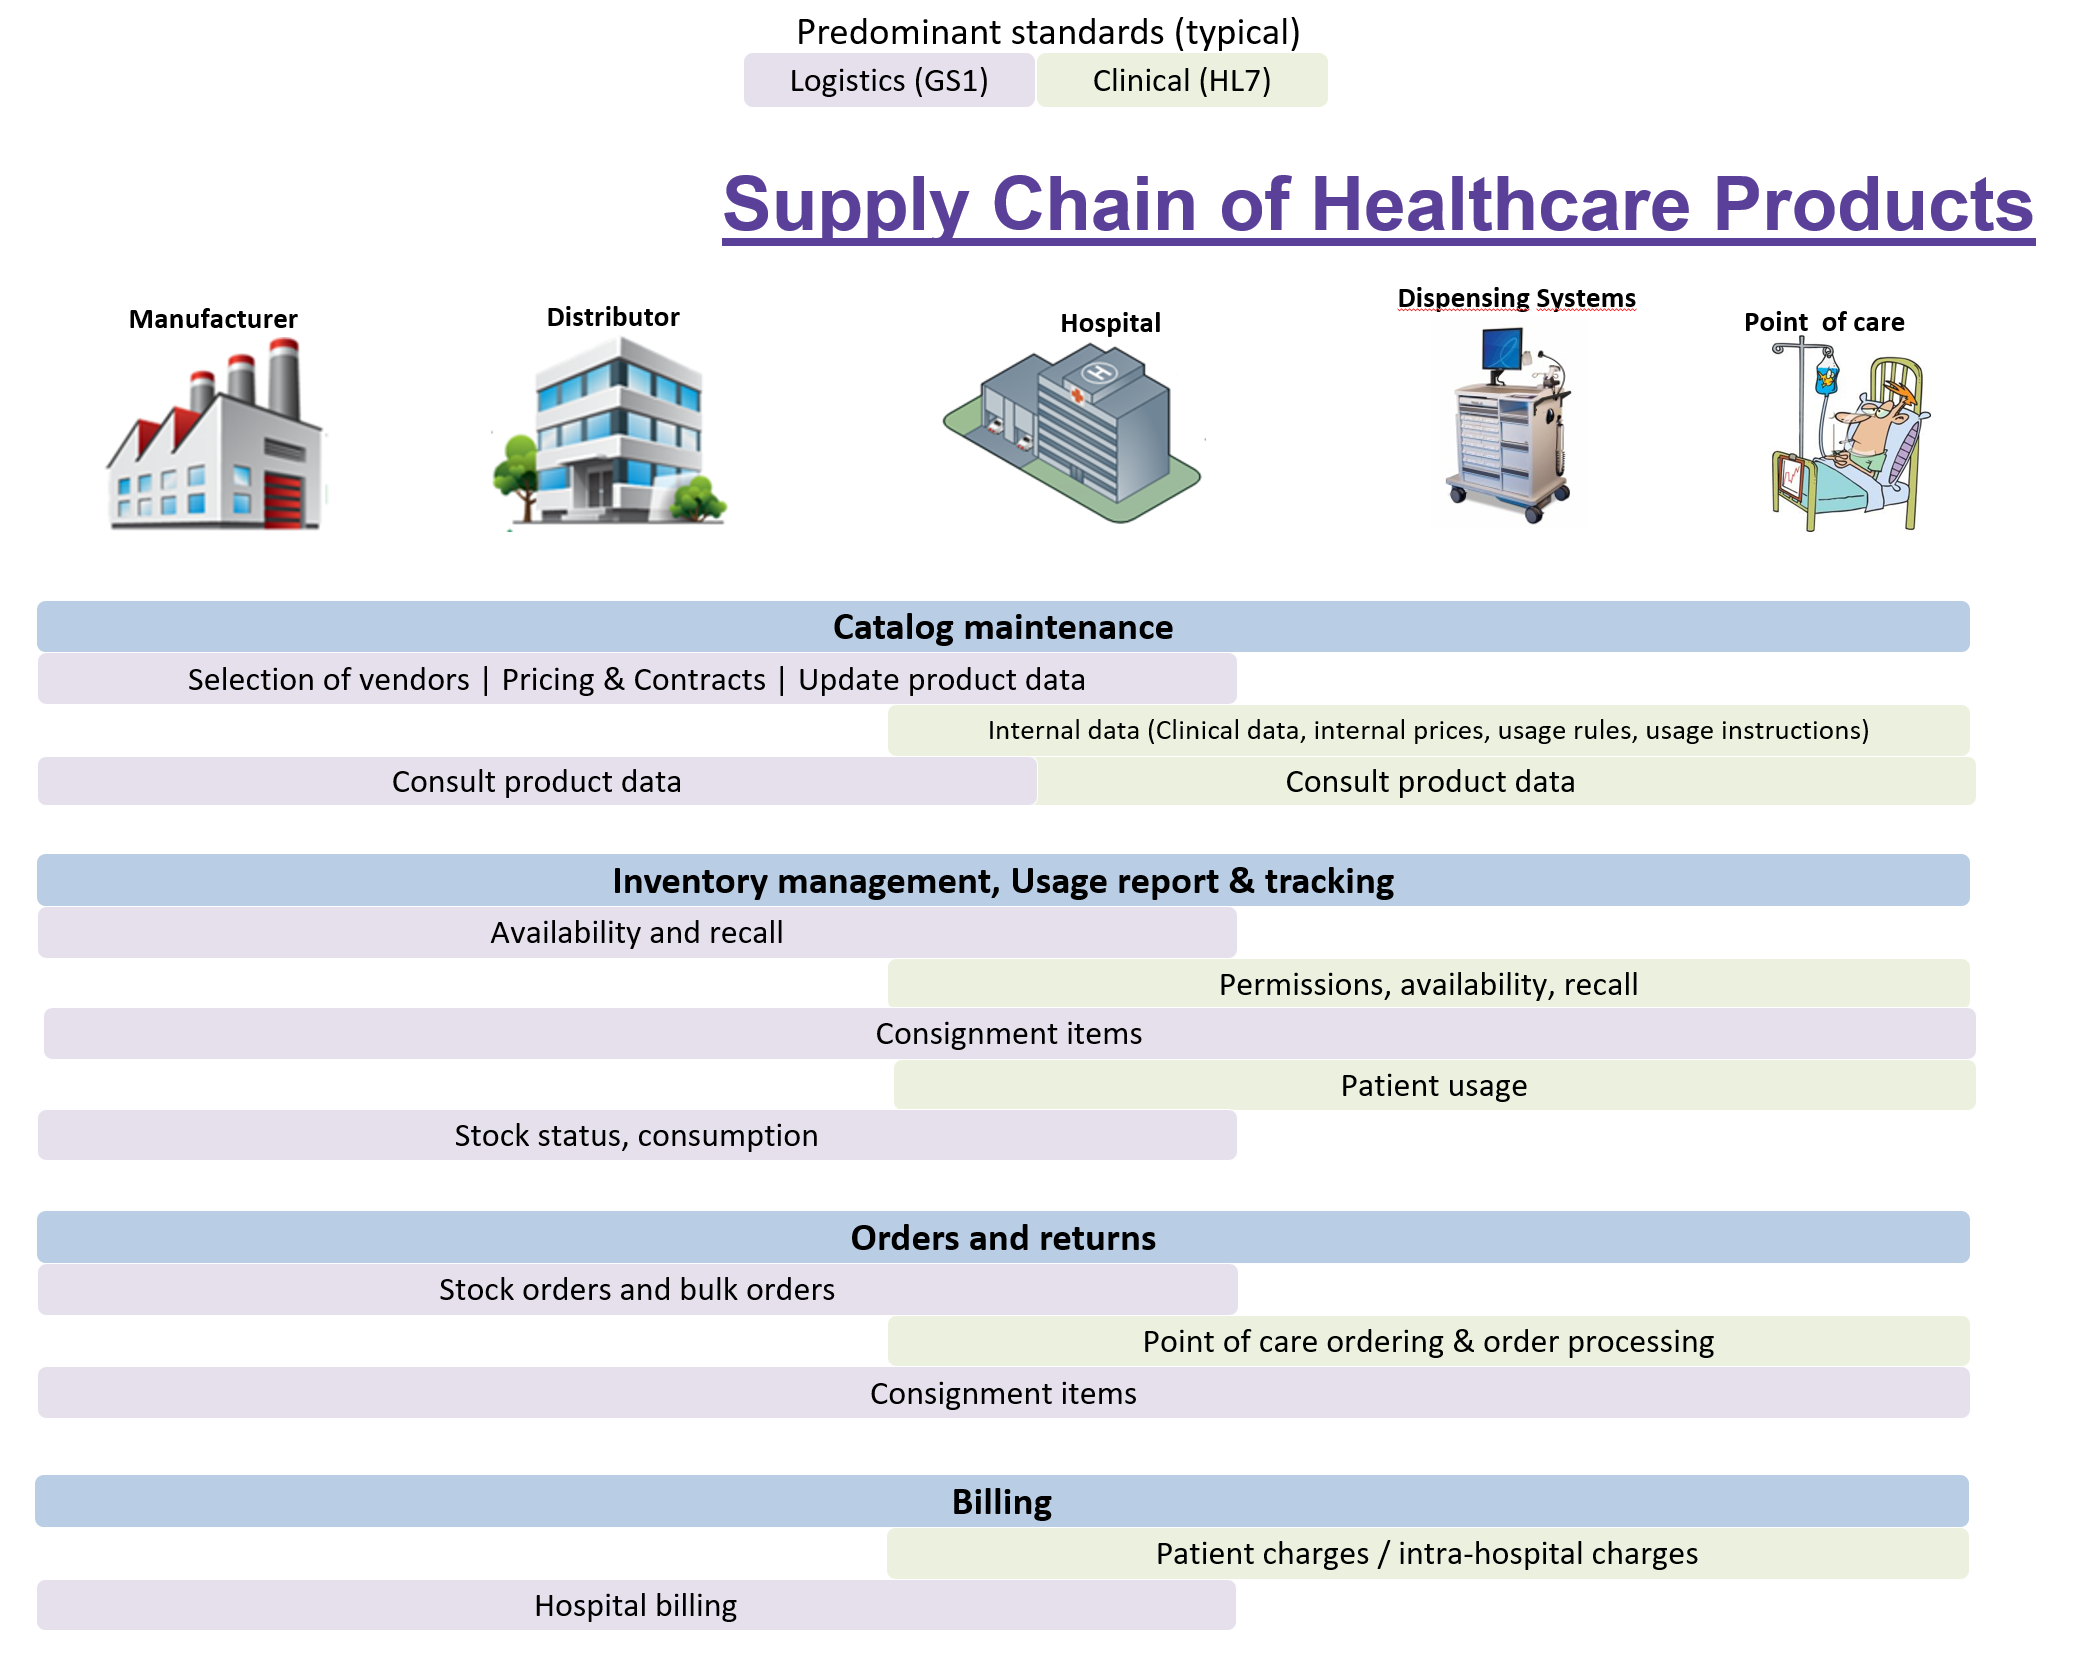 Predominant standards (typical)
Logistics (GS1)
Clinical (HL7)
Supply Chain of Healthcare Products
Manufacturer
Distributor
Hospital
Dispensing Systems
Point  of care
H
Catalog maintenance
Selection of vendors | Pricing & Contracts | Update product data
Internal data (Clinical data, internal prices, usage rules, usage instructions)
Consult product data
Consult product data
Inventory management, Usage report & tracking
Availability and recall
Permissions, availability, recall
Consignment items
Patient usage
Stock status, consumption
Orders and returns
Stock orders and bulk orders
Point of care ordering & order processing
Consignment items
Billing
Patient charges / intra-hospital charges
Hospital billing